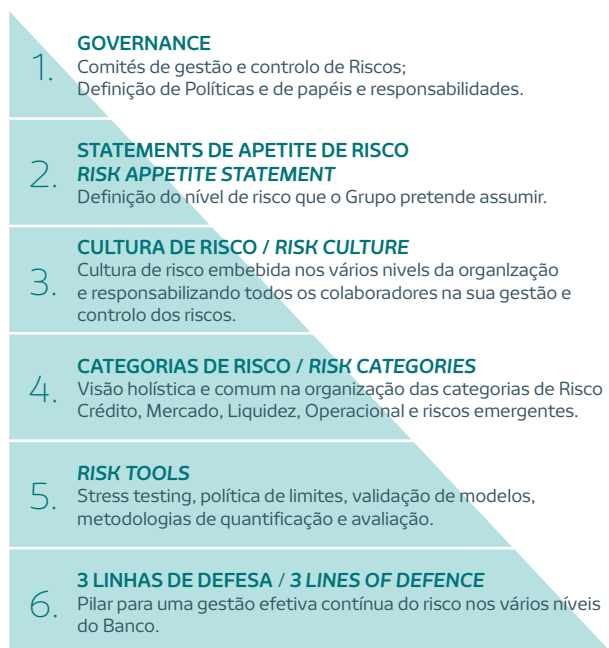 1.
GOVERNANCE
Comités de gestão e controlo de Riscos;
Definição de Políticas e de papéis e responsabilidades.
2.
STATEMENTS DE APETITE DE RISCO
RISK APPETITE STATEMENT
Definição do nível de risco que o Grupo pretende assumir.
3.
CULTURA DE RISCO / RISK CULTURE
Cultura de risco embebida nos vários nivels da organlzação
e responsabilizando todos os colaboradores na sua gestão e
controlo dos riscos.
4.
CATEGORIAS DE RISCO / RISK CATEGORIES
Visão holística e comum na organização das categorias de Risco
Crédito, Mercado, Liquidez, Operacional e riscos emergentes.
5.
RISK TOOLS
Stress testing, política de limites, validação de modelos,
metodologias de quantificação e avaliação.
6.
3 LINHAS DE DEFESA / 3 LINES OF DEFENCE
Pilar para uma gestão efetiva contínua do risco nos vários níveis
do Banco.